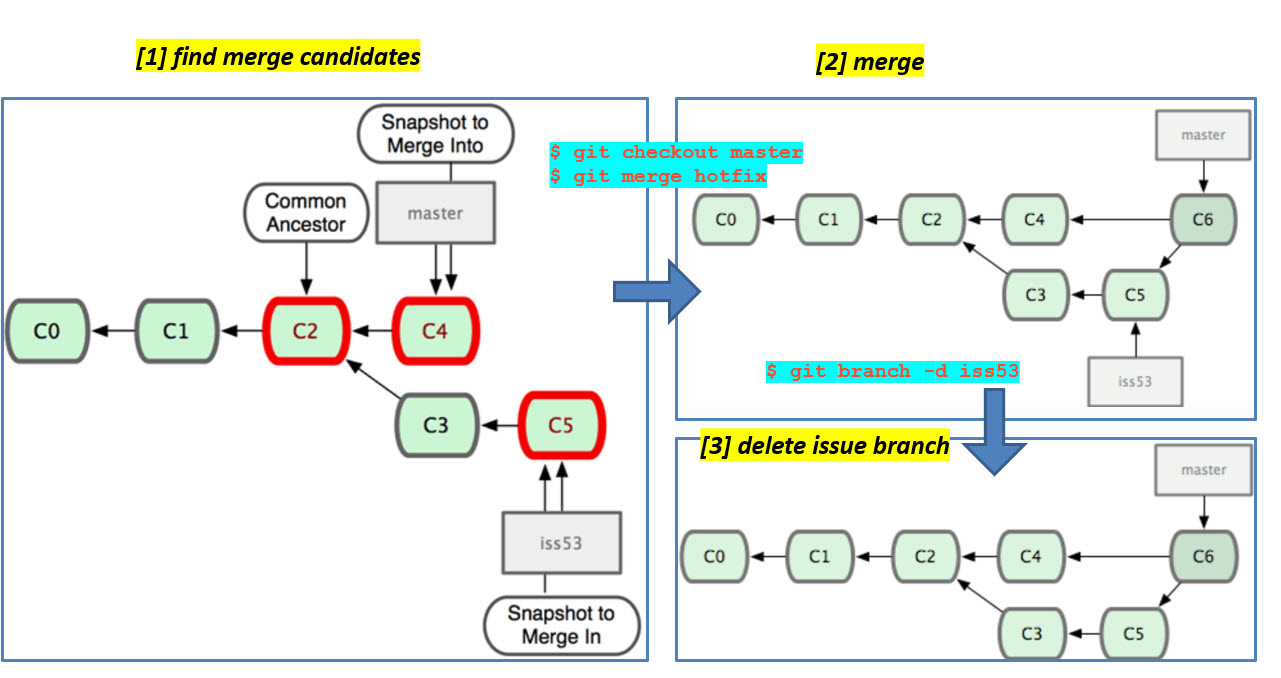 [1] find merge candidates
Snapshot to
Merge Into
master
Common
Ancestor
C0
C1
C2
C4
C3
C5
iss53
Snapshot to
Merge In
$ git checkout master
$ git merge hotfix
[2] merge
master
C0
C1
C2
C4
C6
C3
C5
iss53
$ git branch -d iss53
[3] delete issue branch
master
C0
C1
C2
C4
C6
C3
C5